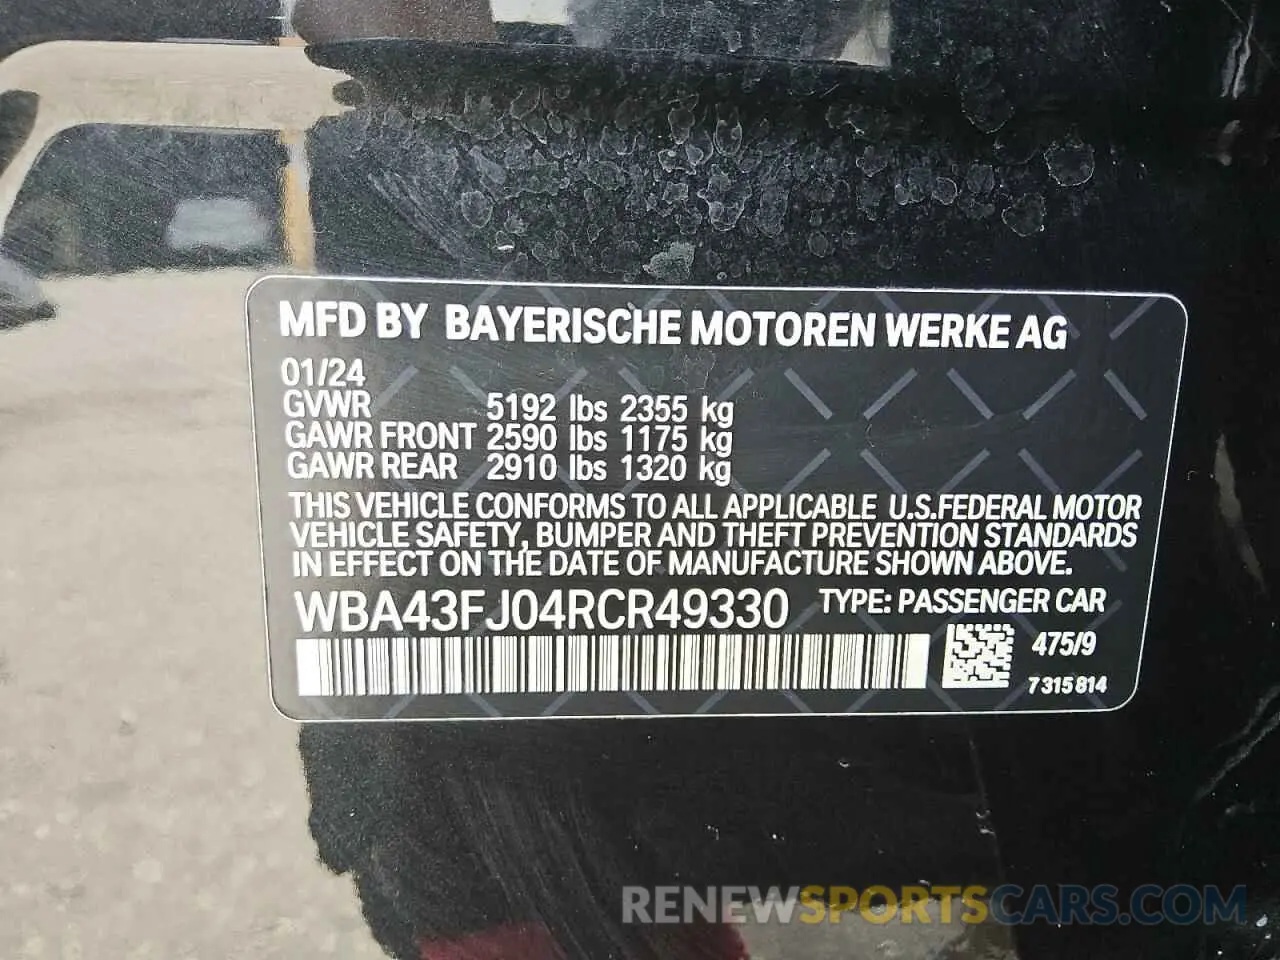 MFD BY BAYERISCHE MOTOREN WERKE AG
01/24
GVWR 5192 lbs 2355 kg
GAWR FRONT 2590 lbs 1175 kg
GAWR REAR 2910 lbs 1320 kg
THIS VEHICLE CONFORMS TO ALL APPLICABLE U.S.FEDERAL MOTOR
VEHICLE SAFETY, BUMPER AND THEFT PREVENTION STANDARDS
IN EFFECT ON THE DATE OF MANUFACTURE SHOWN ABOVE.
WBA43FJ04RCR49330 TYPE: PASSENGER CAR
475/9
7315814
RENEWSPORTSCARS.COM